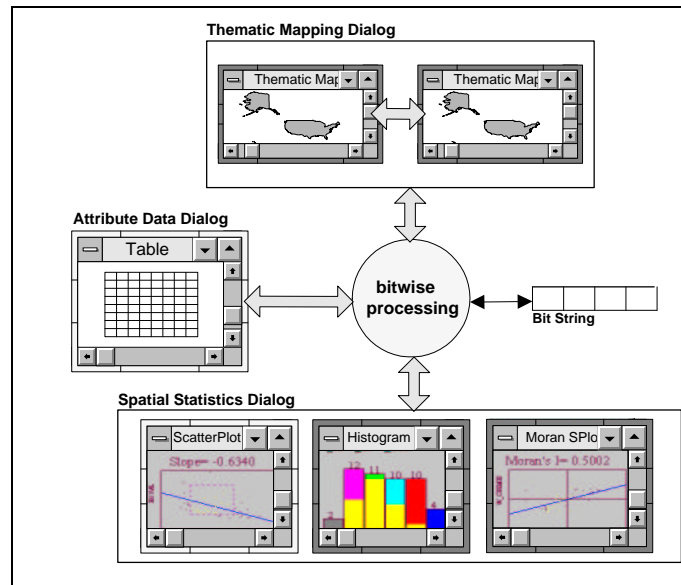 Thematic Mapping Dialog
Thematic Map
Thematic Map
Attribute Data Dialog
Table
bitwise
processing
Bit String
Spatial Statistics Dialog
ScatterPlot
Histogram
Moran SPlo
Slope= -0.6340
12
11
10
10
4
Moran's I= 0.5002